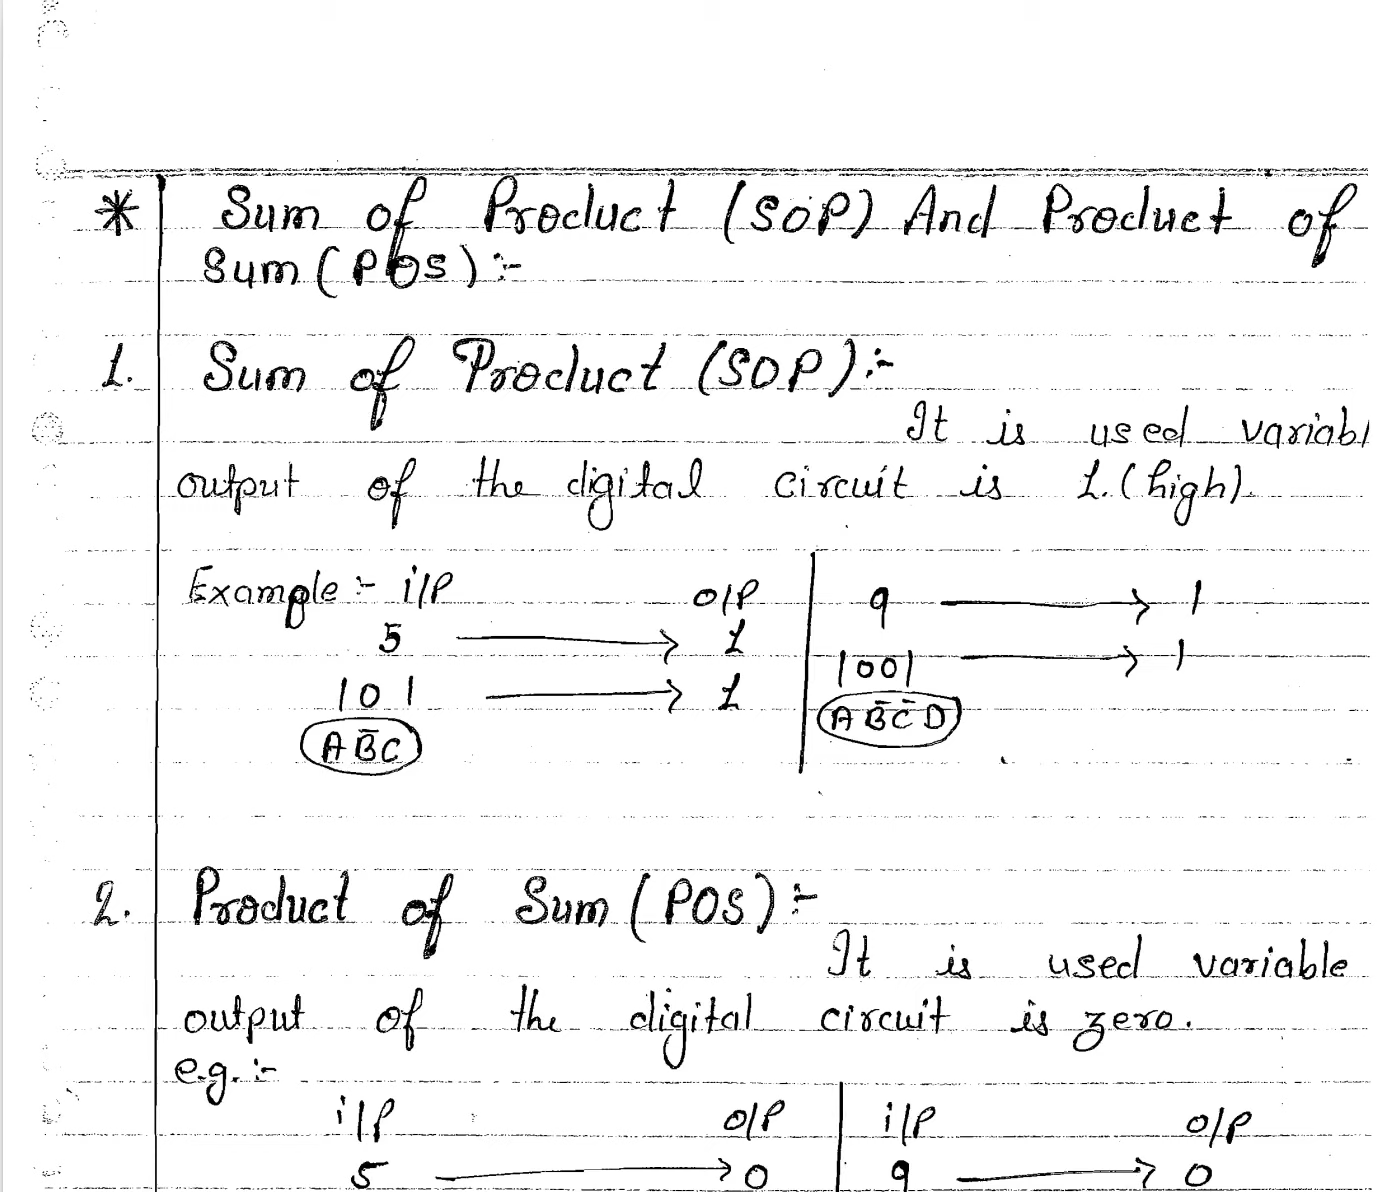 * Sum of Product (SOP) And Product of
Sum (POS) :-
1. Sum of Product (SOP) :-
It is used variabl
output of the digital circuit is 1. (high).
Example :- i/P O/P 9 → 1
5 → 1
1001 → 1
101 → 1
AB̅C̅D
AB̅C
2. Product of Sum (POS) :-
It is used variable
output of the digital circuit is zero.
e.g. :-
i/P O/P i/P O/P
5 → 0 9 → 0